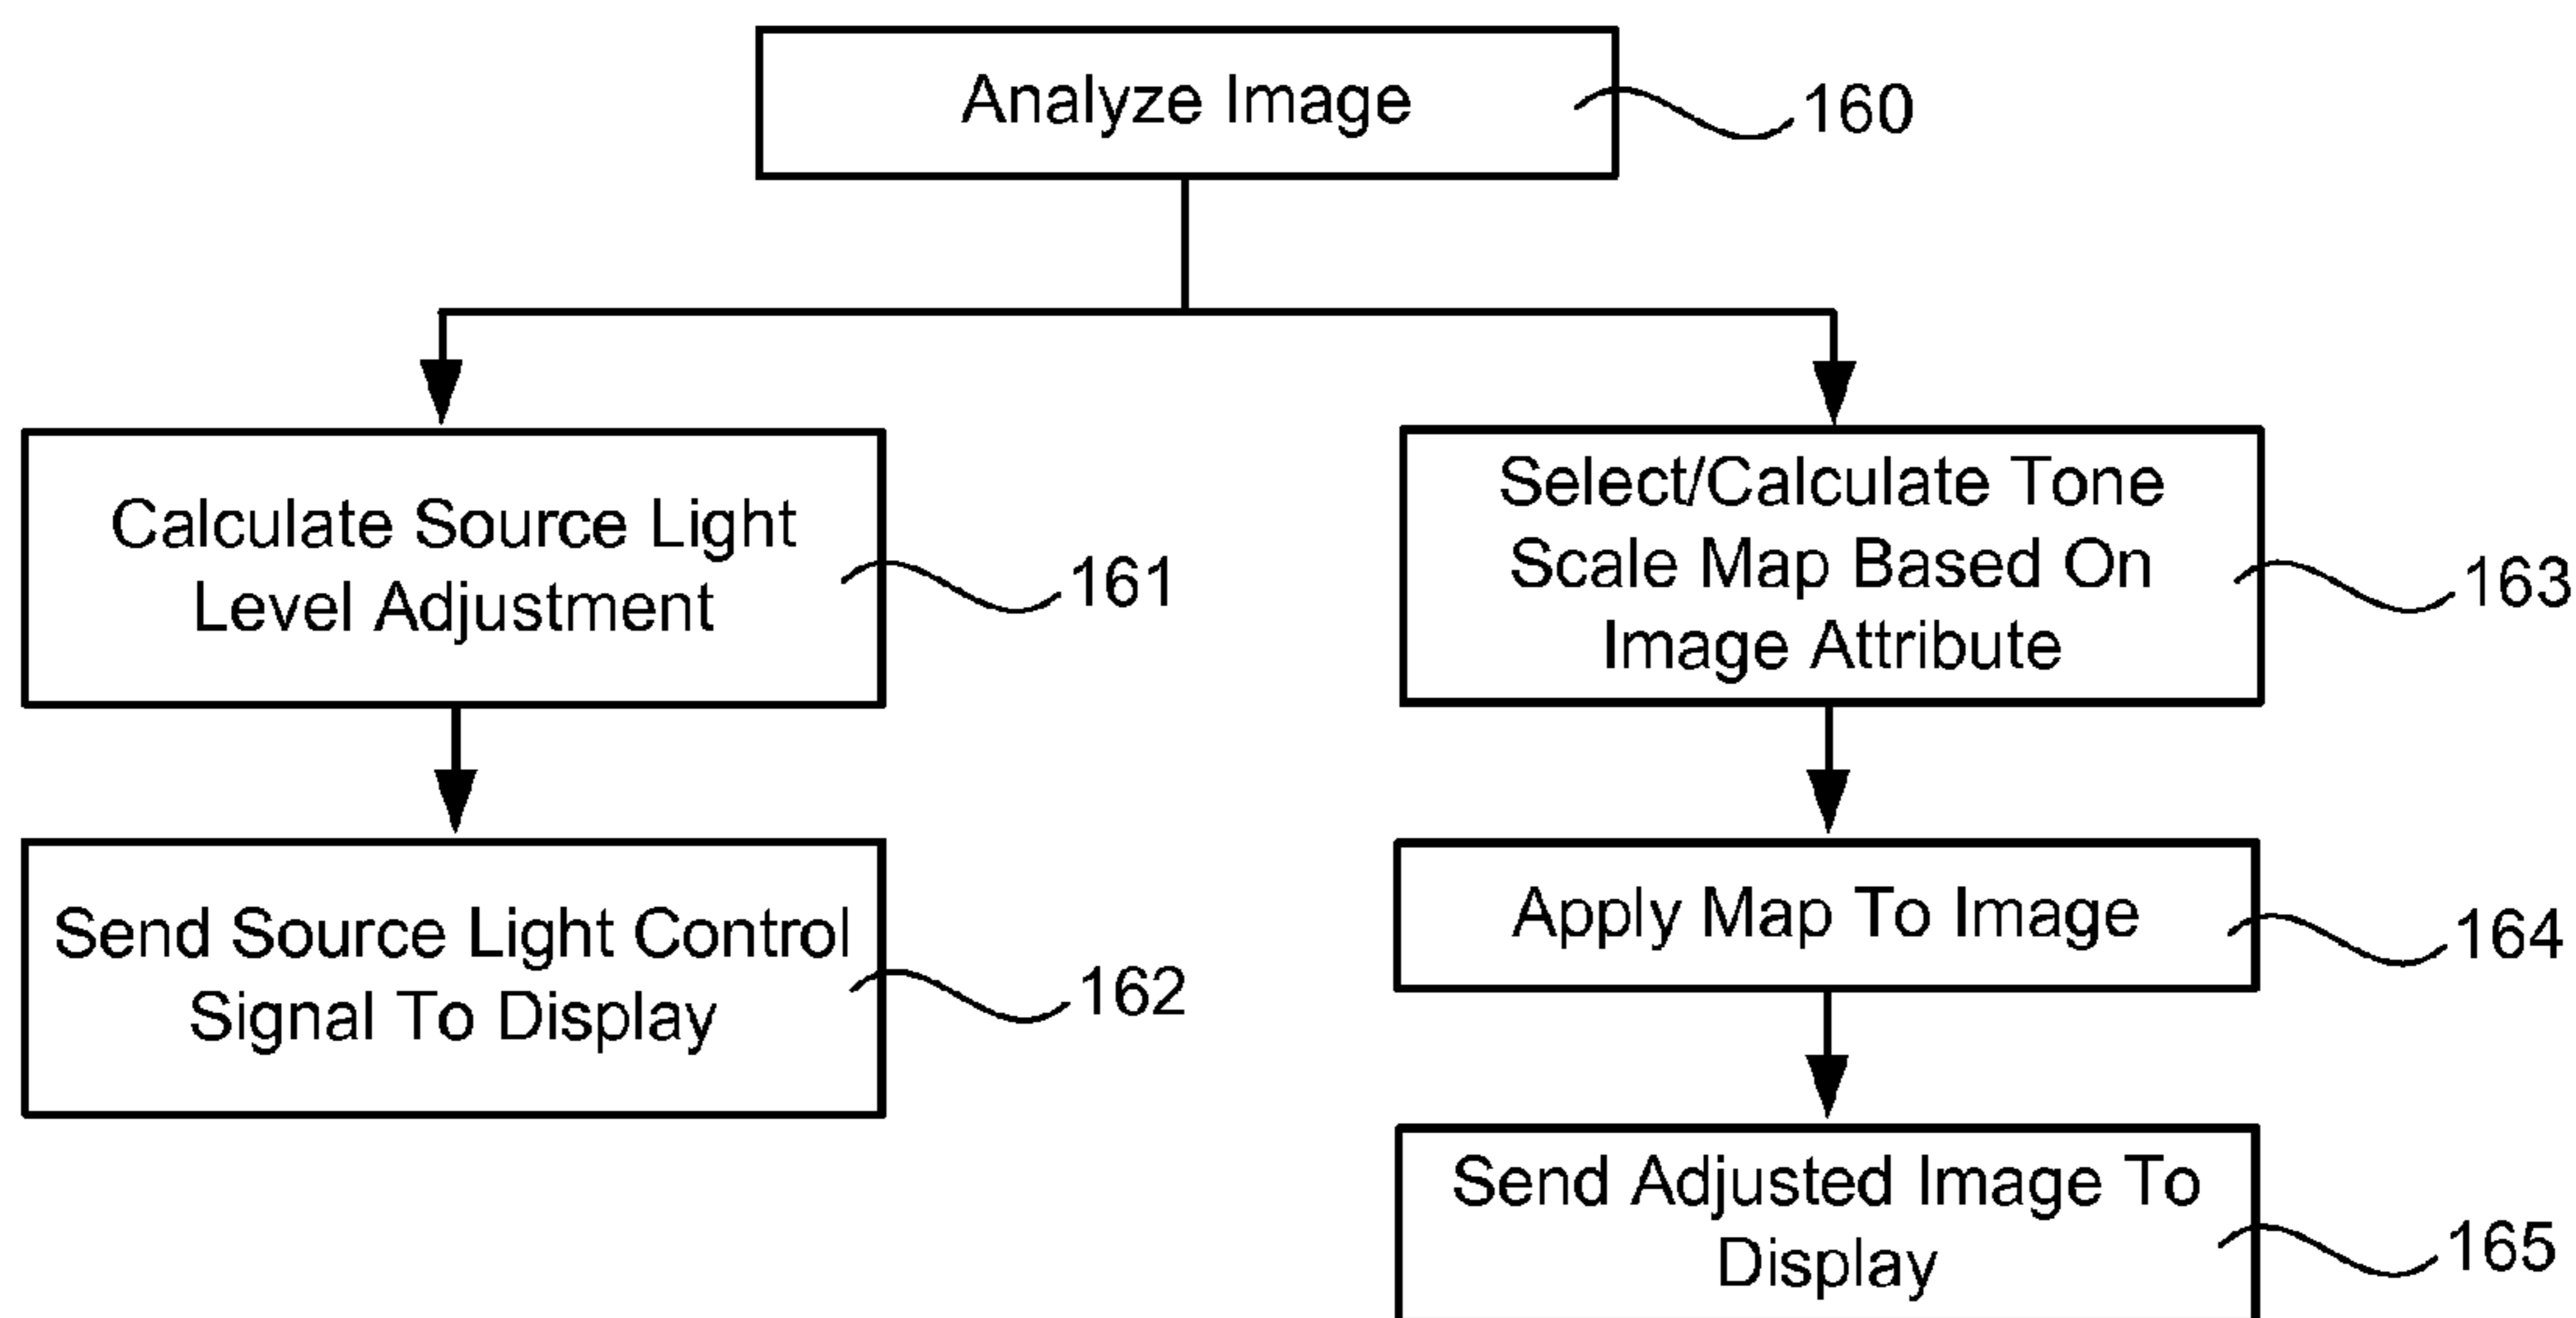 Analyze Image
160
Calculate Source Light
Level Adjustment
161
Select/Calculate Tone
Scale Map Based On
Image Attribute
163
Send Source Light Control
Signal To Display
162
Apply Map To Image
164
Send Adjusted Image To
Display
165